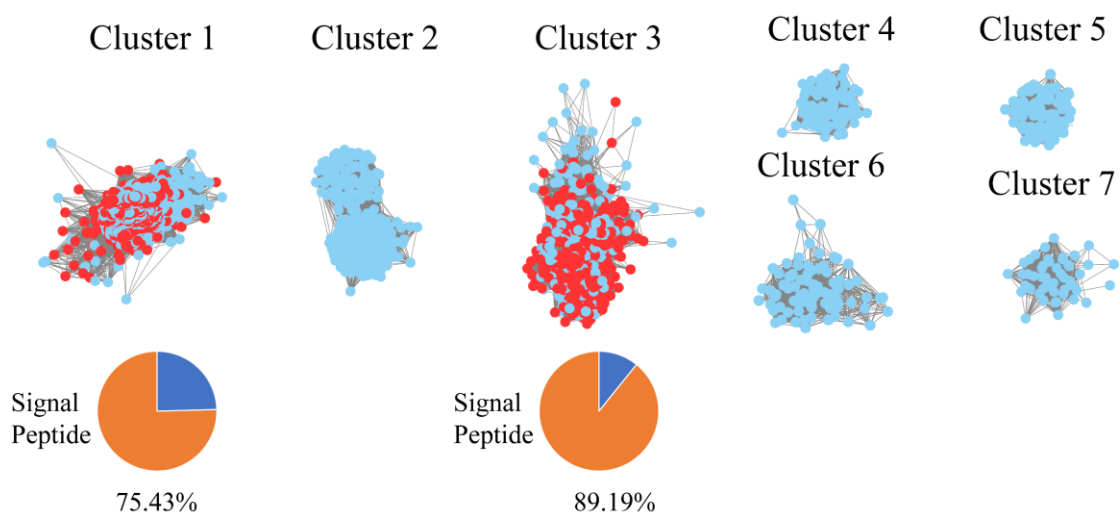 Cluster 1
Cluster 2
Cluster 3
Cluster 4
Cluster 5
Cluster 6
Cluster 7
Signal
Peptide
75.43%
Signal
Peptide
89.19%